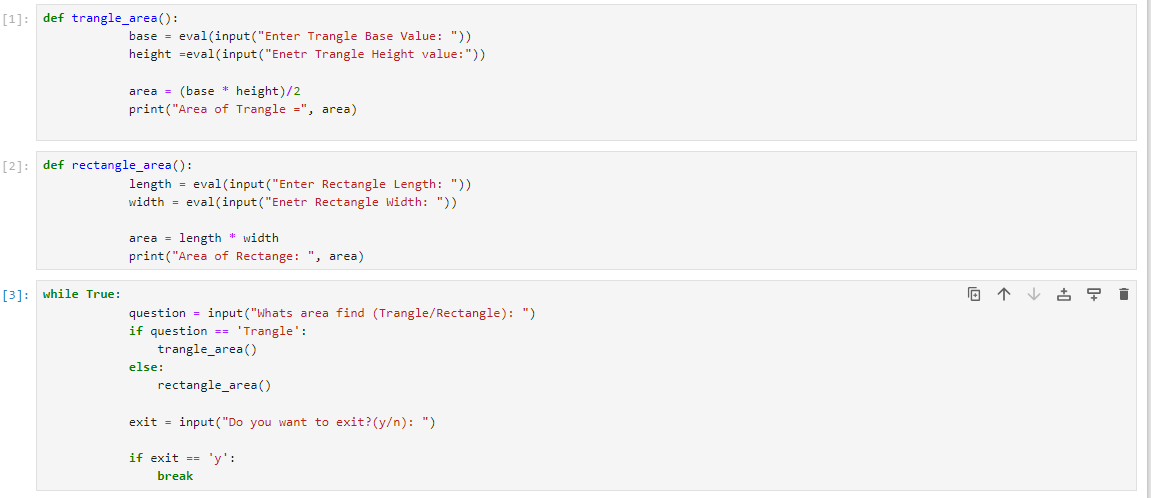 [1]: def trangle_area():
            base = eval(input("Enter Trangle Base Value: "))
            height =eval(input("Enetr Trangle Height value:"))

            area = (base * height)/2
            print("Area of Trangle =", area)

[2]: def rectangle_area():
            length = eval(input("Enter Rectangle Length: "))
            width = eval(input("Enetr Rectangle Width: "))

            area = length * width
            print("Area of Rectange: ", area)

[3]: while True:
            question = input("Whats area find (Trangle/Rectangle): ")
            if question == 'Trangle':
                trangle_area()
            else:
                rectangle_area()

            exit = input("Do you want to exit?(y/n): ")

            if exit == 'y':
                break